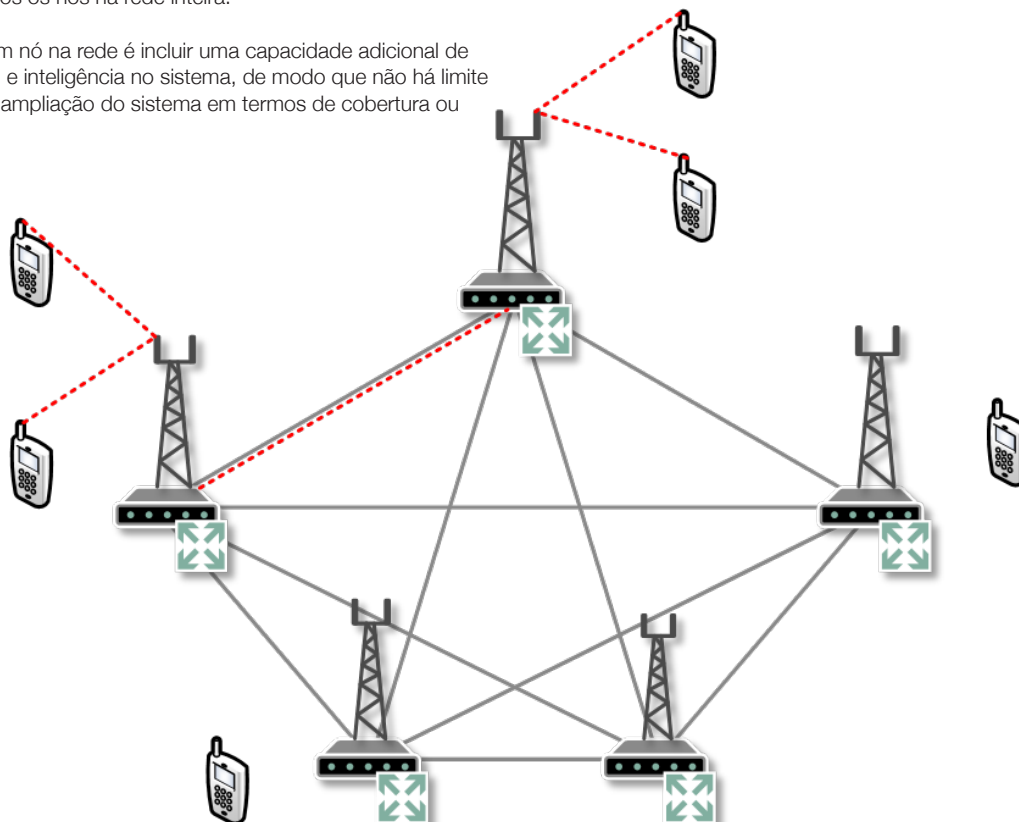 os nós na rede inteira.
m nó na rede é incluir uma capacidade adicional de
e inteligência no sistema, de modo que não há limite
ampliação do sistema em termos de cobertura ou